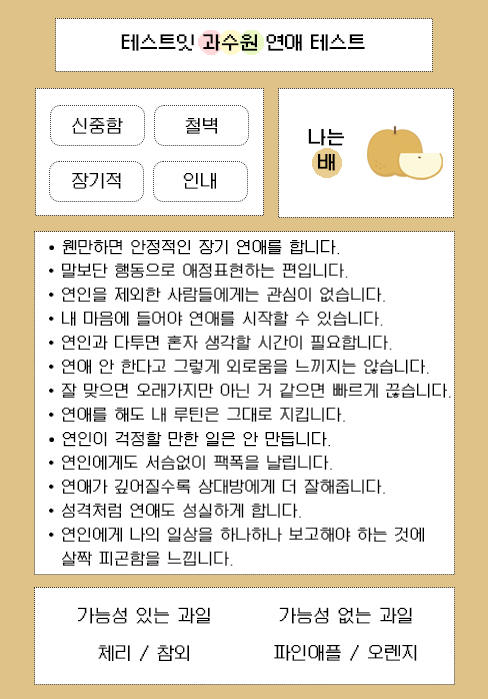 테스트잇 과수원 연애 테스트
신중함
철벽
장기적
인내
나는
배
• 웬만하면 안정적인 장기 연애를 합니다.
• 말보단 행동으로 애정표현하는 편입니다.
• 연인을 제외한 사람들에게는 관심이 없습니다.
• 내 마음에 들어야 연애를 시작할 수 있습니다.
• 연인과 다투면 혼자 생각할 시간이 필요합니다.
• 연애 안 한다고 그렇게 외로움을 느끼지는 않습니다.
• 잘 맞으면 오래가지만 아닌 거 같으면 빠르게 끊습니다.
• 연애를 해도 내 루틴은 그대로 지킵니다.
• 연인이 걱정할 만한 일은 안 만듭니다.
• 연인에게도 서슴없이 팩폭을 날립니다.
• 연애가 깊어질수록 상대방에게 더 잘해줍니다.
• 성격처럼 연애도 성실하게 합니다.
• 연인에게 나의 일상을 하나하나 보고해야 하는 것에
살짝 피곤함을 느낍니다.
가능성 있는 과일
체리 / 참외
가능성 없는 과일
파인애플 / 오렌지